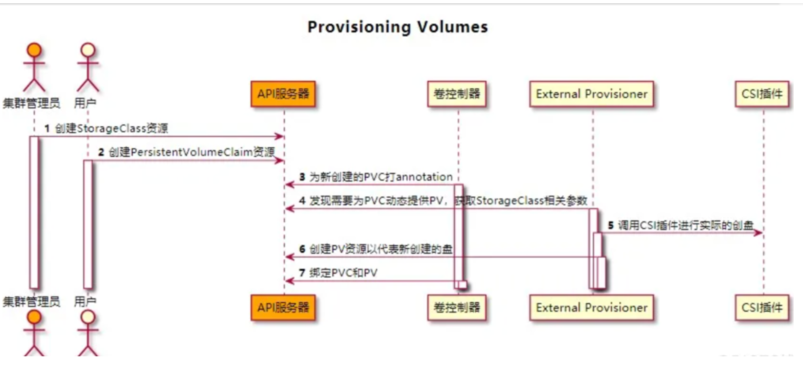 Provisioning Volumes
集群管理员
用户
API服务器
卷控制器
External Provisioner
CSI插件
1 创建StorageClass资源
2 创建PersistentVolumeClaim资源
3 为新创建的PVC打annotation
4 发现需要为PVC动态提供PV，获取StorageClass相关参数
5 调用CSI插件进行实际的创盘
6 创建PV资源以代表新创建的盘
7 绑定PVC和PV
集群管理员
用户
API服务器
卷控制器
External Provisioner
CSI插件